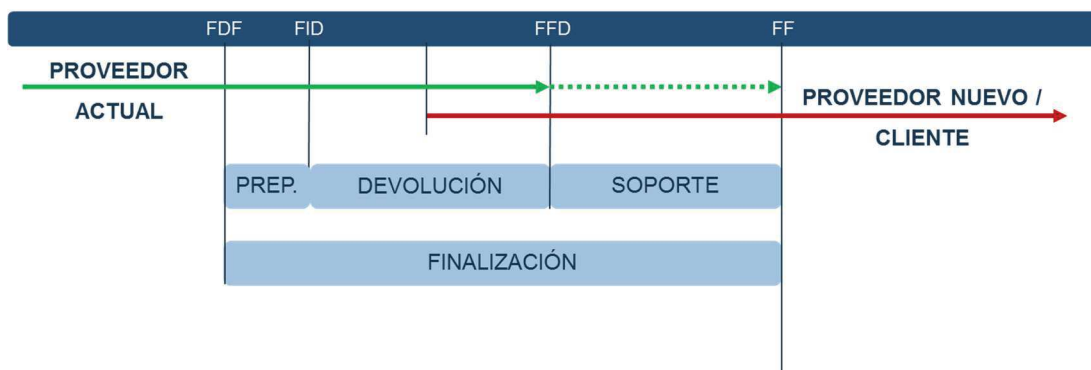 FDF FID FFD FF
PROVEEDOR
ACTUAL
PROVEEDOR NUEVO /
CLIENTE
PREP. DEVOLUCIÓN SOPORTE
FINALIZACIÓN